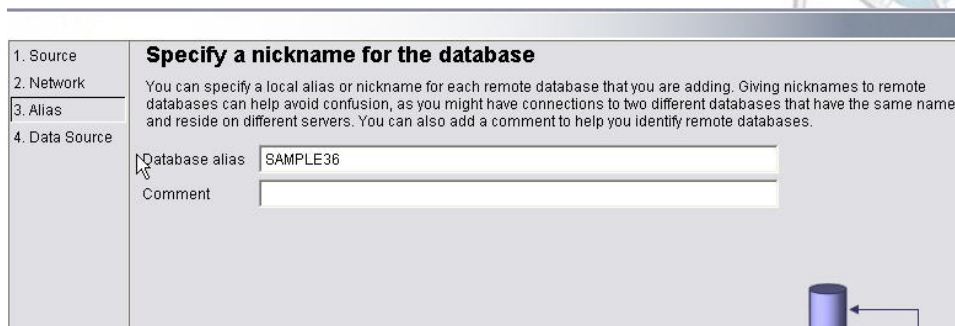 1. Source
2. Network
3. Alias
4. Data Source
Specify a nickname for the database
You can specify a local alias or nickname for each remote database that you are adding. Giving nicknames to remote
databases can help avoid confusion, as you might have connections to two different databases that have the same name
and reside on different servers. You can also add a comment to help you identify remote databases.
Database alias SAMPLE36
Comment